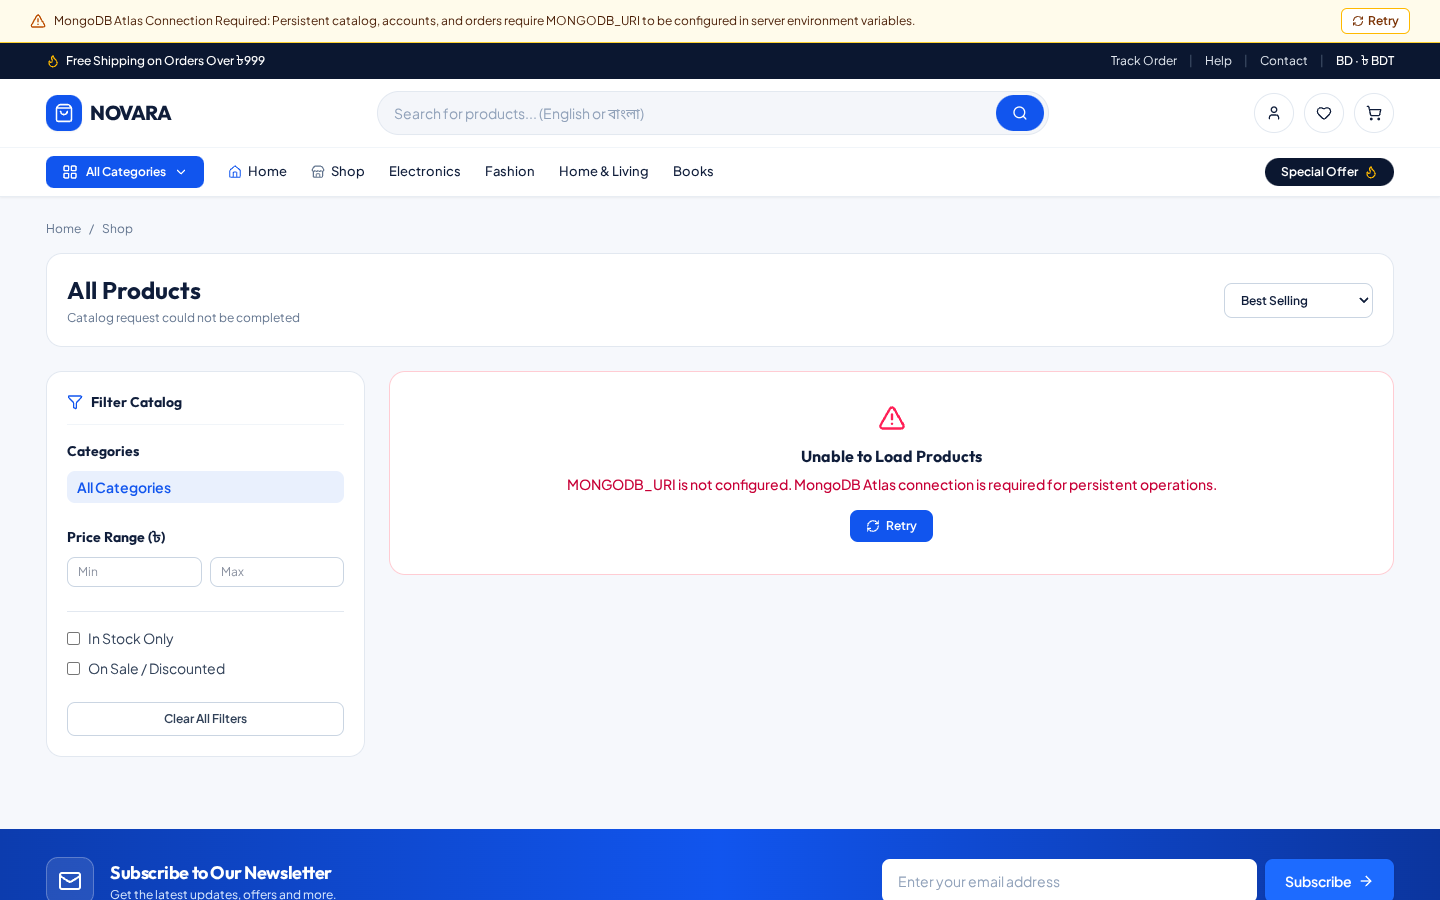 MongoDB Atlas Connection Required: Persistent catalog, accounts, and orders require MONGODB_URI to be configured in server environment variables.
Retry
Free Shipping on Orders Over ৳999
Track Order | Help | Contact | BD · ৳ BDT
NOVARA
Search for products... (English or বাংলা)
All Categories
Home
Shop
Electronics
Fashion
Home & Living
Books
Special Offer
Home / Shop
All Products
Catalog request could not be completed
Best Selling
Filter Catalog
Categories
All Categories
Price Range (৳)
Min
Max
In Stock Only
On Sale / Discounted
Clear All Filters
Unable to Load Products
MONGODB_URI is not configured. MongoDB Atlas connection is required for persistent operations.
Retry
Subscribe to Our Newsletter
Get the latest updates, offers and more.
Enter your email address
Subscribe